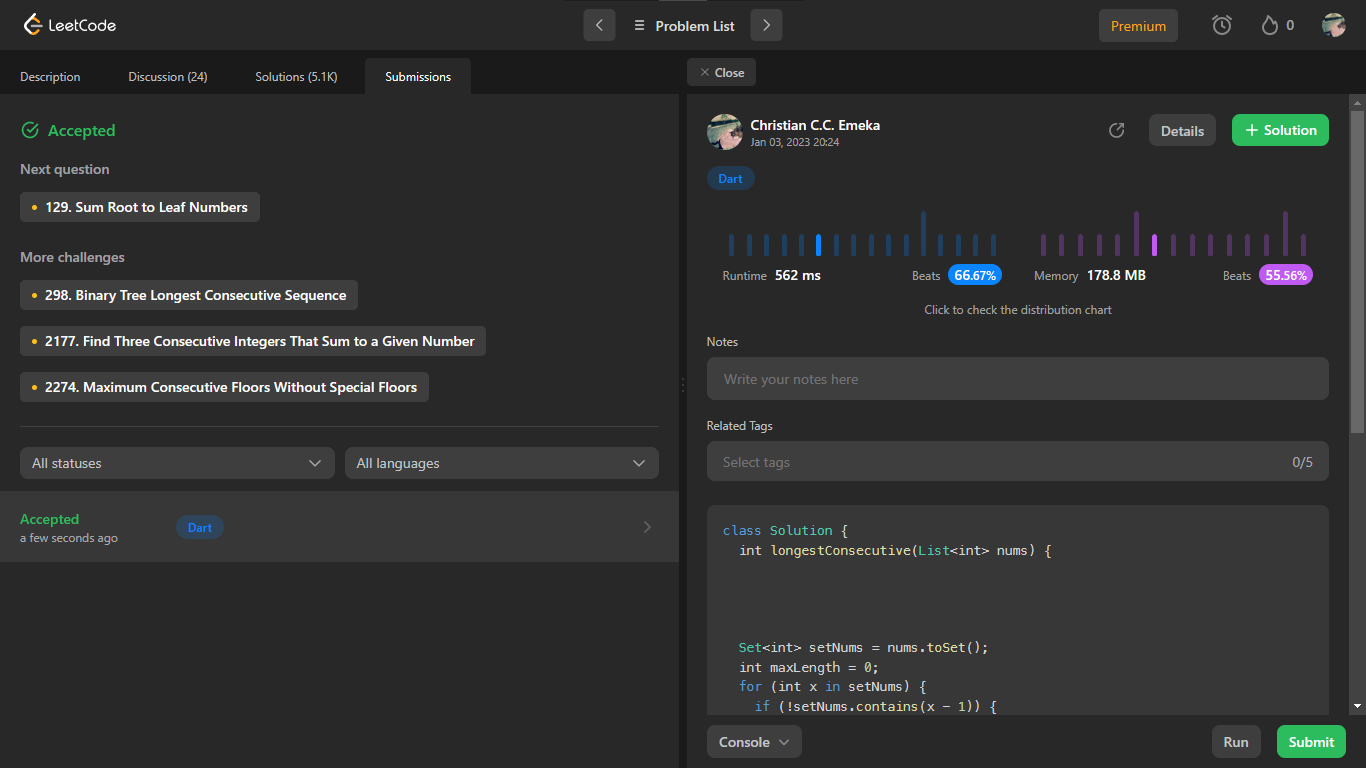 LeetCode
Problem List
Premium
0
Description
Discussion (24)
Solutions (5.1K)
Submissions
Close
Accepted
Next question
129. Sum Root to Leaf Numbers
More challenges
298. Binary Tree Longest Consecutive Sequence
2177. Find Three Consecutive Integers That Sum to a Given Number
2274. Maximum Consecutive Floors Without Special Floors
All statuses
All languages
Accepted
a few seconds ago
Dart
Christian C.C. Emeka
Jan 03, 2023 20:24
Details
+ Solution
Dart
Runtime 562 ms Beats 66.67%
Memory 178.8 MB Beats 55.56%
Click to check the distribution chart
Notes
Write your notes here
Related Tags
Select tags
0/5
class Solution {
int longestConsecutive(List<int> nums) {
Set<int> setNums = nums.toSet();
int maxLength = 0;
for (int x in setNums) {
if (!setNums.contains(x - 1)) {
Console
Run
Submit